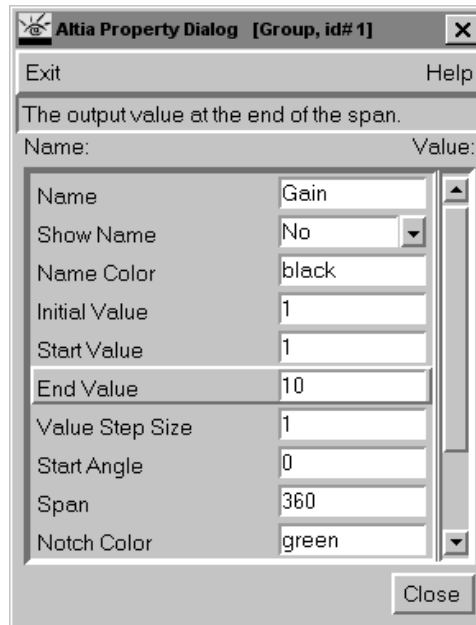 Altia Property Dialog [Group, id# 1]
Exit Help
The output value at the end of the span.
Name: Value:
Name Gain
Show Name No
Name Color black
Initial Value 1
Start Value 1
End Value 10
Value Step Size 1
Start Angle 0
Span 360
Notch Color green
Close